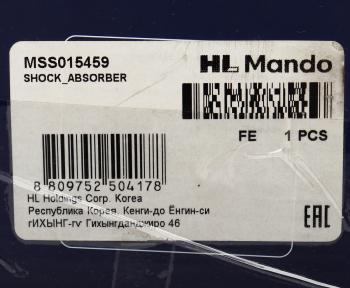 MSS015459
SHOCK_ABSORBER
HL Mando
FE 1 PCS
8 809752 504178
HL Holdings Corp. Korea
Республика Корея, Кенги-до Ёнгин-си
гИХЫНГ-гv Гихынгданджиро 46
EAC